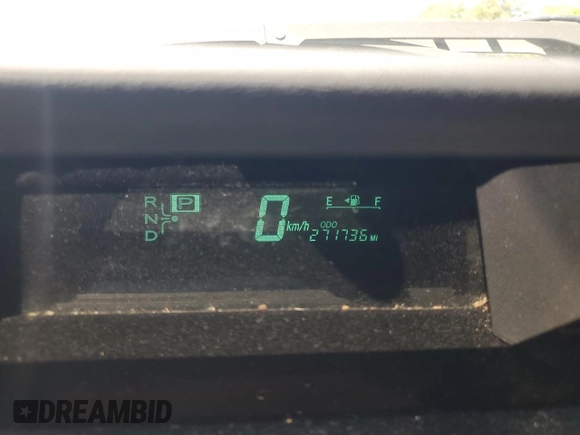 R P
N
D
0 km/h
E F
ODO
271736 MI
DREAMBID